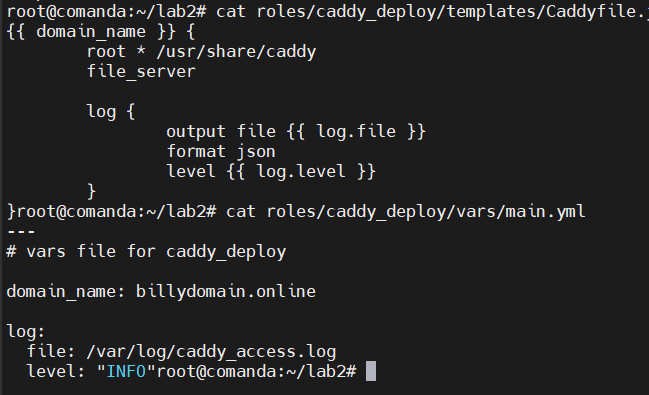 root@comanda:~/lab2# cat roles/caddy_deploy/templates/Caddyfile.
{{ domain_name }} {
        root * /usr/share/caddy
        file_server

        log {
                output file {{ log.file }}
                format json
                level {{ log.level }}
        }
}root@comanda:~/lab2# cat roles/caddy_deploy/vars/main.yml
---
# vars file for caddy_deploy

domain_name: billydomain.online

log:
  file: /var/log/caddy_access.log
  level: "INFO"root@comanda:~/lab2#